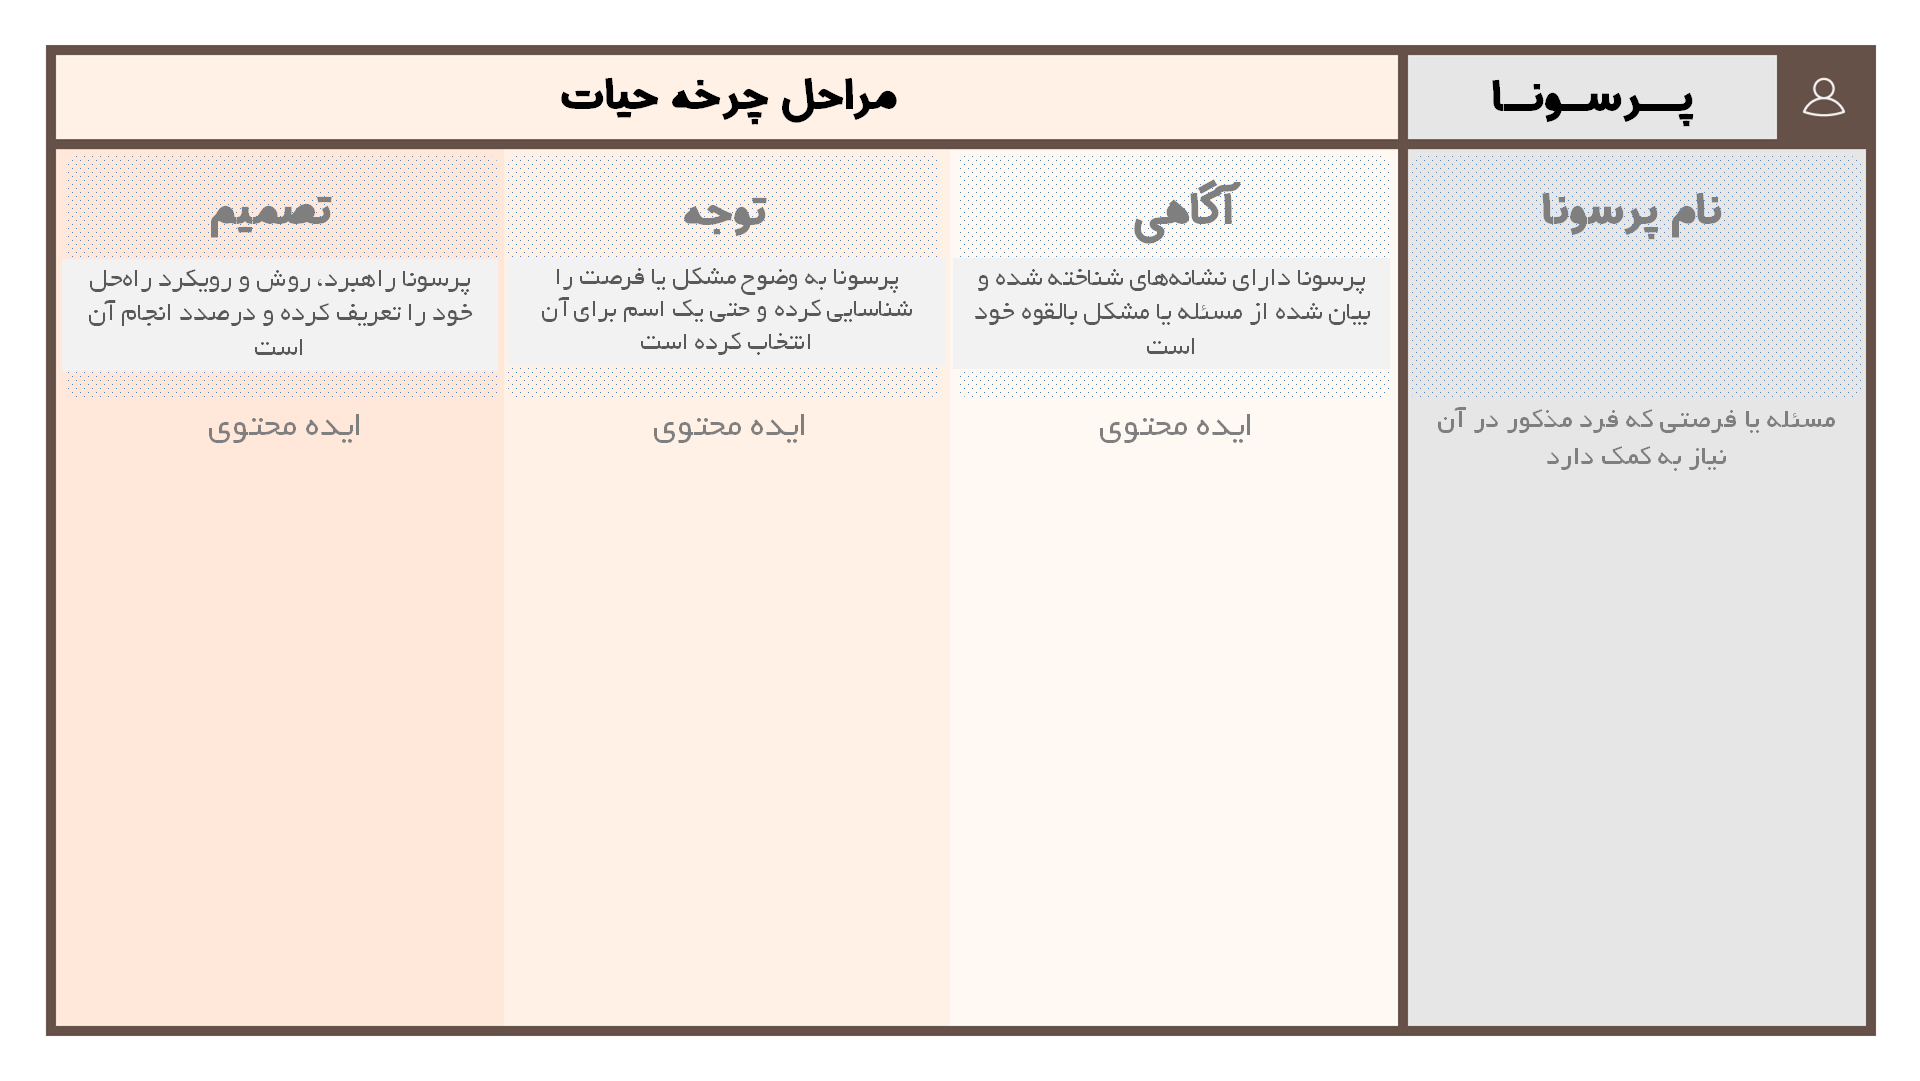 پــرســونــا
مراحل چرخه حیات
نام پرسونا
مسئله یا فرصتی که فرد مذکور در آن
نیاز به کمک دارد
آگاهی
پرسونا دارای نشانه‌های شناخته شده و
بیان شده از مسئله یا مشکل بالقوه خود
است
ایده محتوی
توجه
پرسونا به وضوح مشکل یا فرصت را
شناسایی کرده و حتی یک اسم برای آن
انتخاب کرده است
ایده محتوی
تصمیم
پرسونا راهبرد، روش و رویکرد راه‌حل
خود را تعریف کرده و درصدد انجام آن
است
ایده محتوی